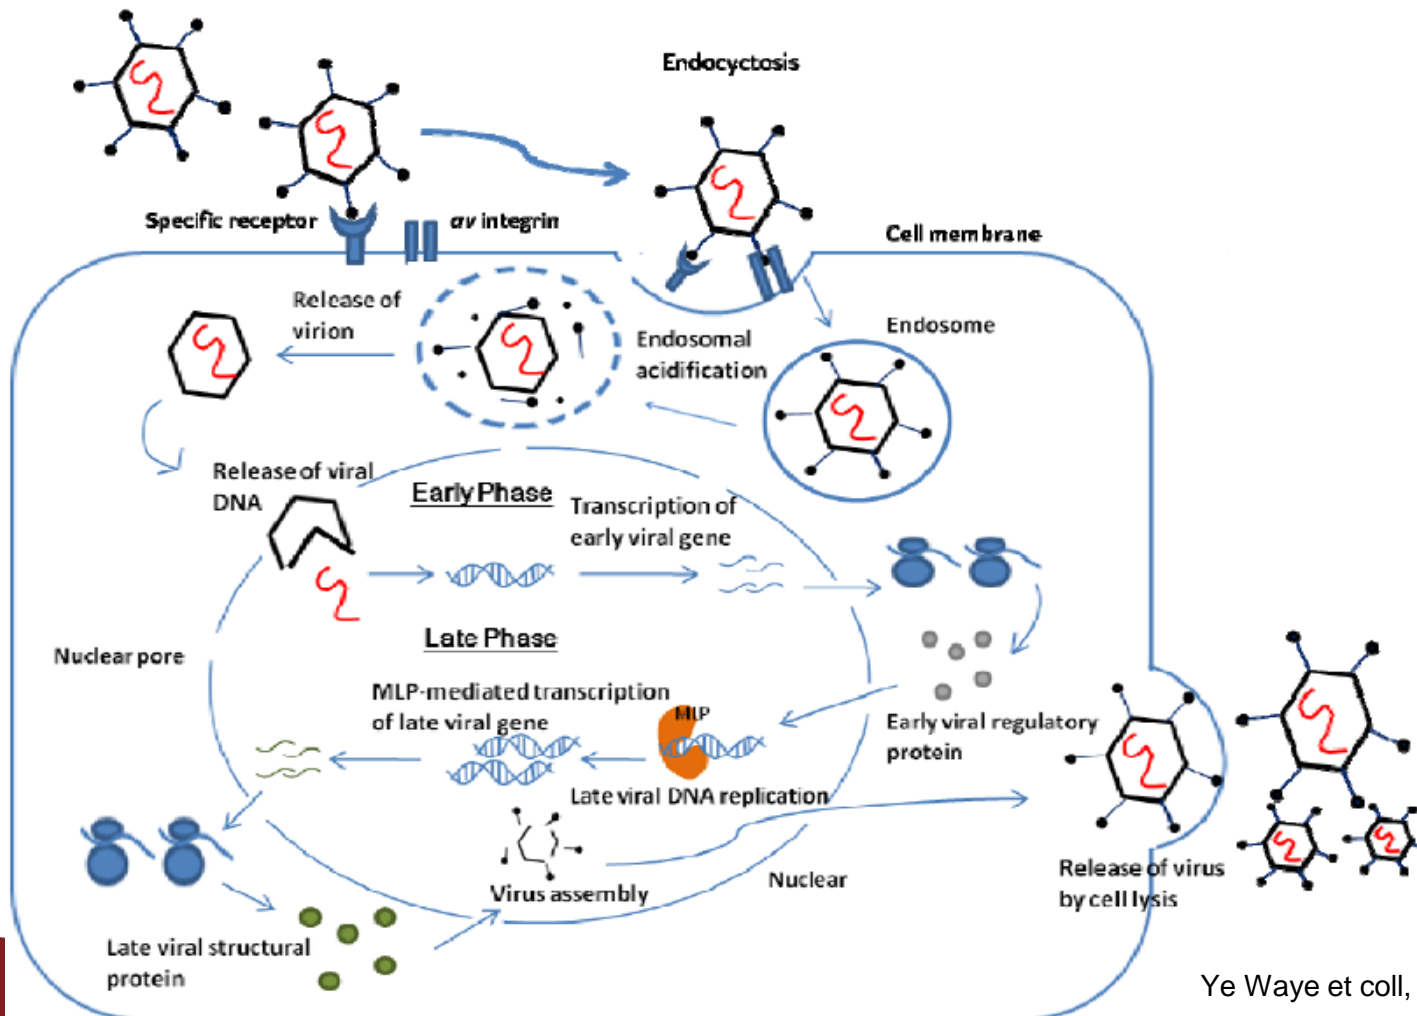 Endocyctosis
Specific receptor
αv integrin
Cell membrane
Release of
virion
Endosomal
acidification
Endosome
Release of viral
DNA
Early Phase
Transcription of
early viral gene
Late Phase
Nuclear pore
MLP-mediated transcription
of late viral gene
MLP
Early viral regulatory
protein
Late viral DNA replication
Virus assembly
Nuclear
Release of virus
by cell lysis
Late viral structural
protein
Ye Waye et coll,